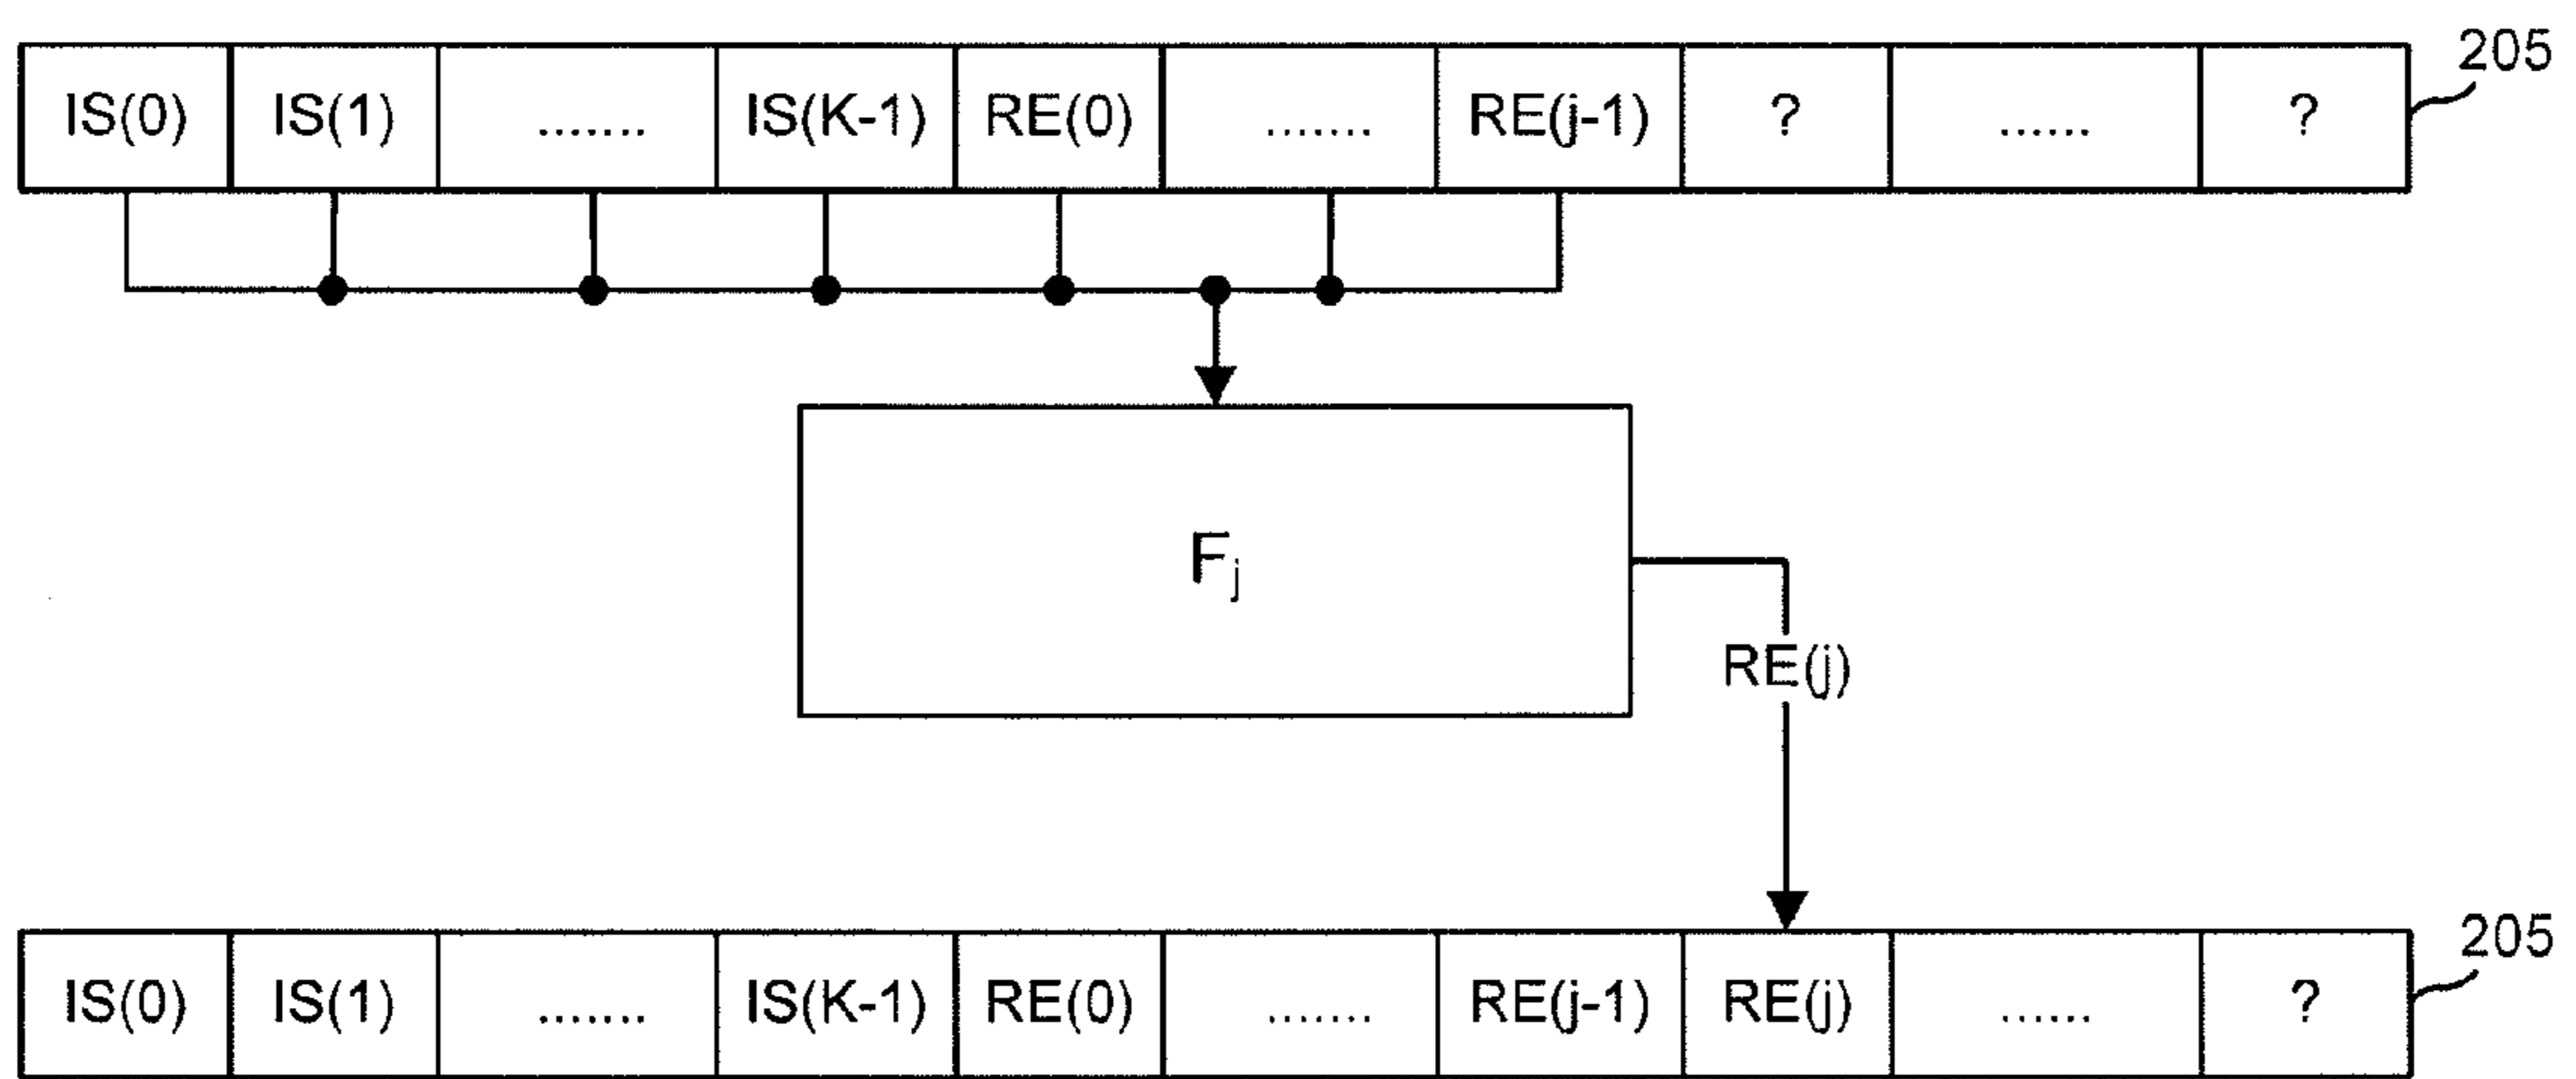 205
IS(0) IS(1) ....... IS(K-1) RE(0) ....... RE(j-1) ? ...... ?
Fj
RE(j)
205
IS(0) IS(1) ....... IS(K-1) RE(0) ....... RE(j-1) RE(j) ...... ?